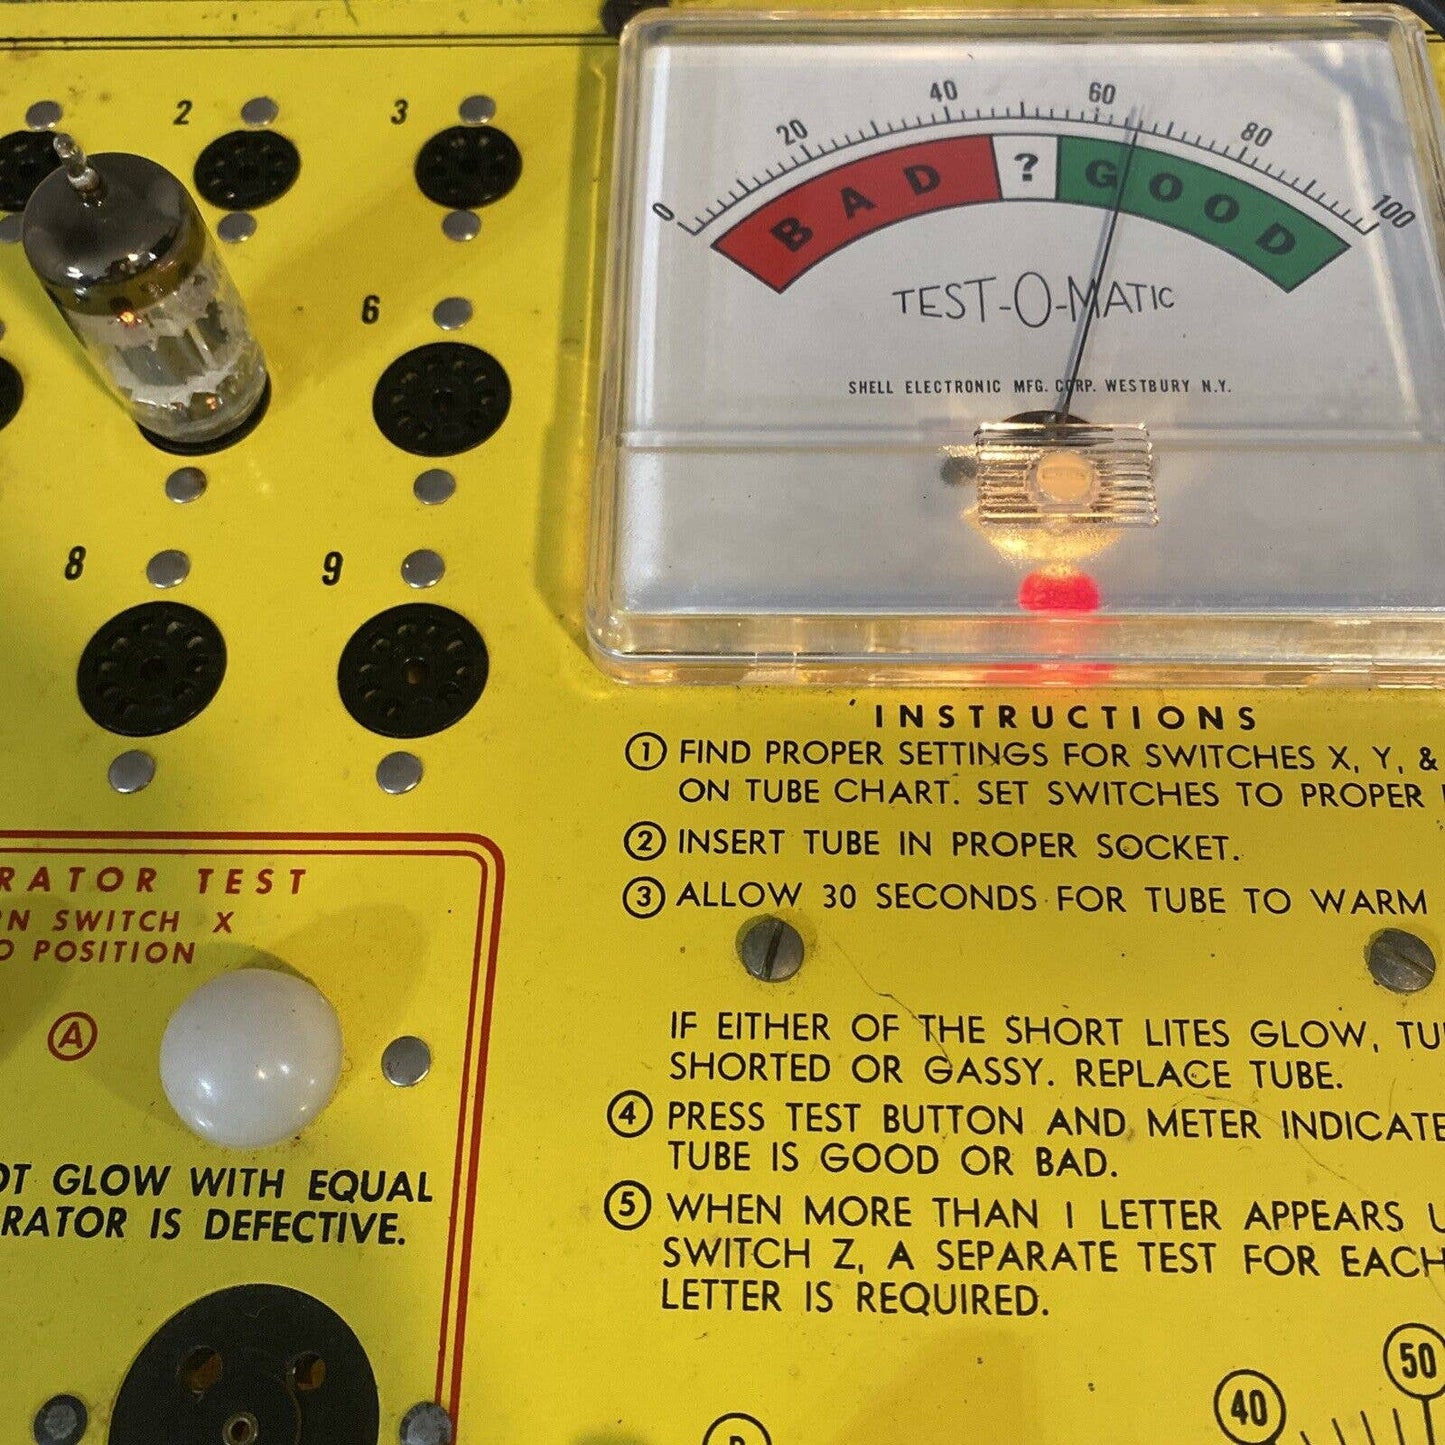 2
3
6
8
9
0
20
40
60
80
100
BAD ? GOOD
TEST-O-MATIC
SHELL ELECTRONIC MFG. CORP. WESTBURY N.Y.
INSTRUCTIONS
① FIND PROPER SETTINGS FOR SWITCHES X, Y, &
ON TUBE CHART. SET SWITCHES TO PROPER
② INSERT TUBE IN PROPER SOCKET.
③ ALLOW 30 SECONDS FOR TUBE TO WARM
IF EITHER OF THE SHORT LITES GLOW,
SHORTED OR GASSY. REPLACE TUBE.
④ PRESS TEST BUTTON AND METER INDICATE
TUBE IS GOOD OR BAD.
⑤ WHEN MORE THAN 1 LETTER APPEARS
SWITCH Z, A SEPARATE TEST FOR EACH
LETTER IS REQUIRED.
RATOR TEST
RN SWITCH X
O POSITION
A
OT GLOW WITH EQUAL
RATOR IS DEFECTIVE.
40
50